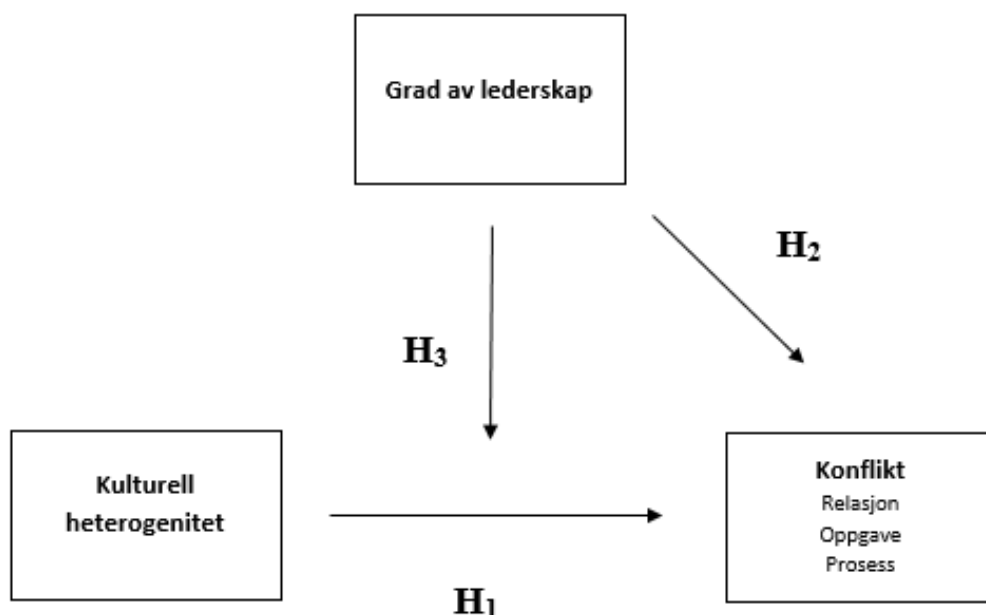 Grad av lederskap
H2
H3
Kulturell
heterogenitet
Konflikt
Relasjon
Oppgave
Prosess
H1